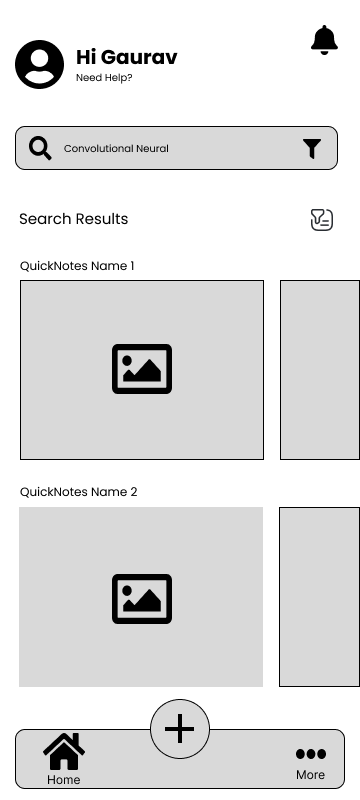 Hi Gaurav
Need Help?
Convolutional Neural
Search Results
QuickNotes Name 1
QuickNotes Name 2
Home
More